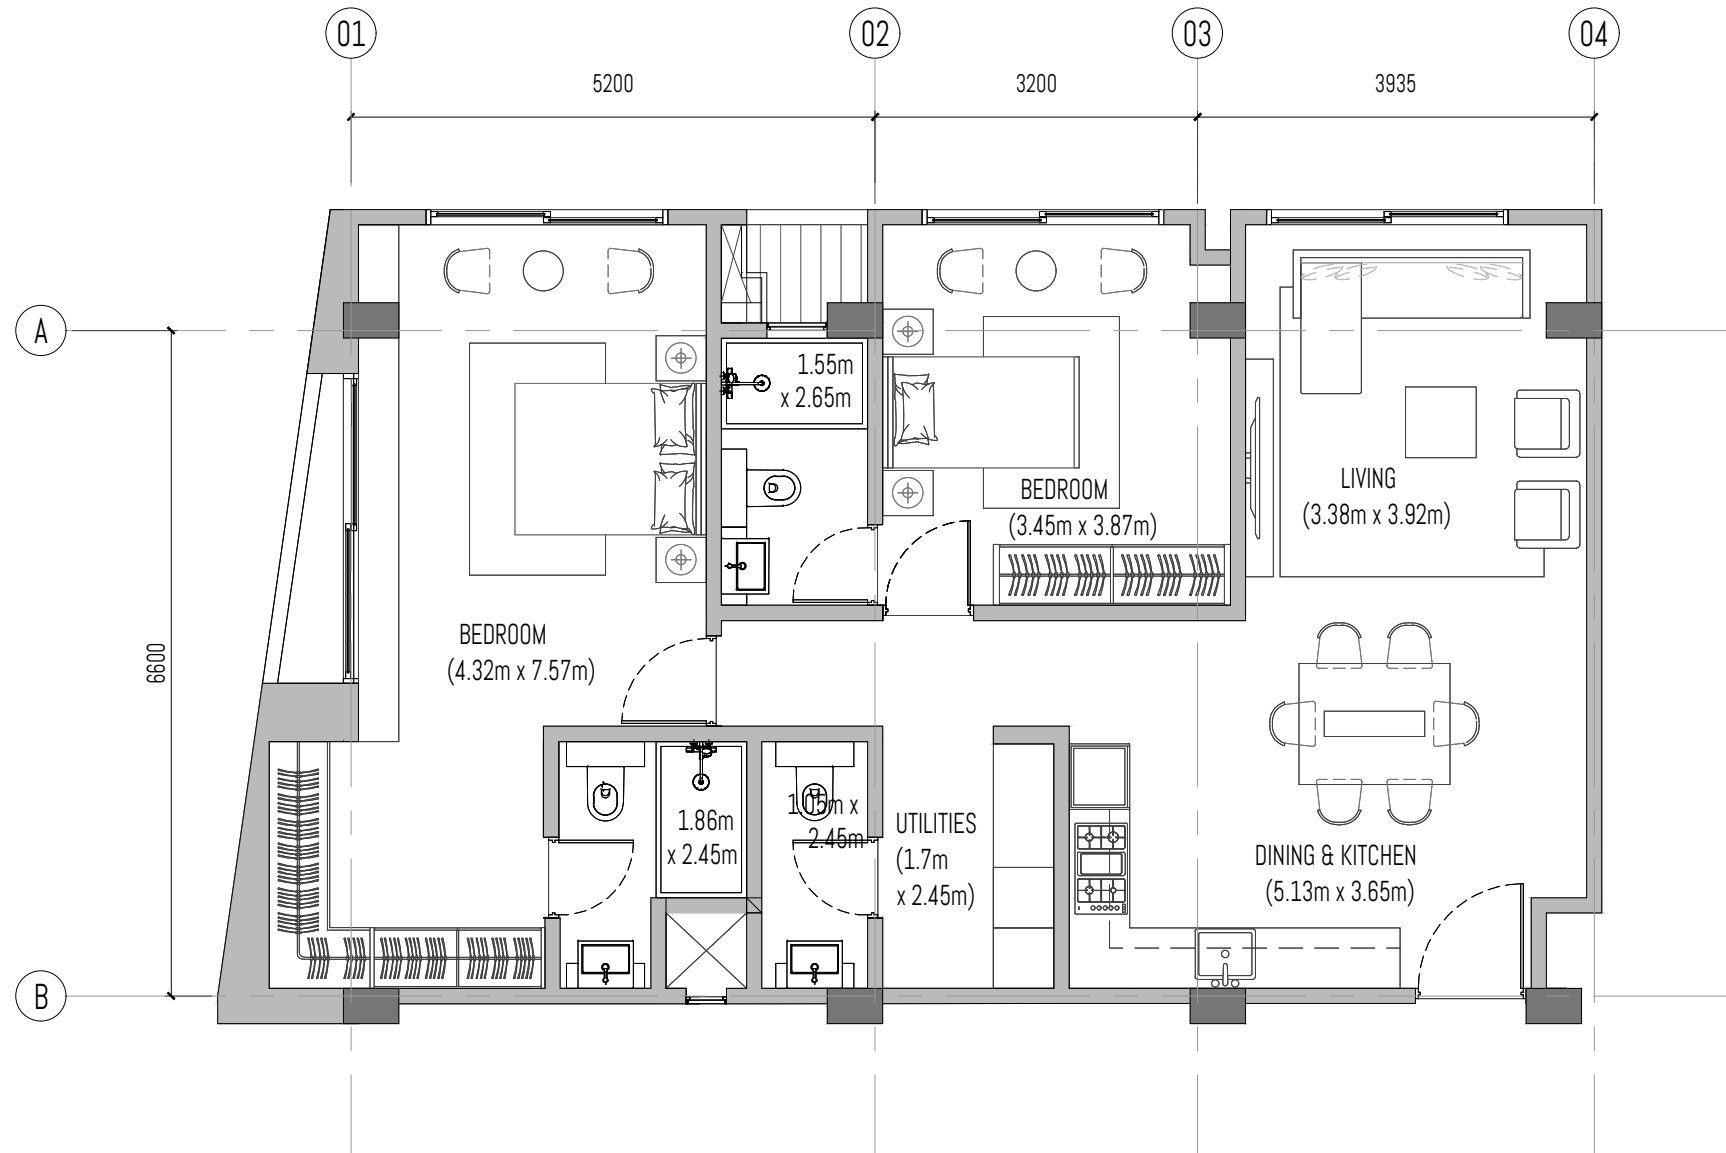 01
02
03
04
5200
3200
3935
A
6600
B
1.55m
x 2.65m
BEDROOM
(3.45m x 3.87m)
LIVING
(3.38m x 3.92m)
BEDROOM
(4.32m x 7.57m)
1.86m
x 2.45m
1.05m x
2.45m
UTILITIES
(1.7m
x 2.45m)
DINING & KITCHEN
(5.13m x 3.65m)